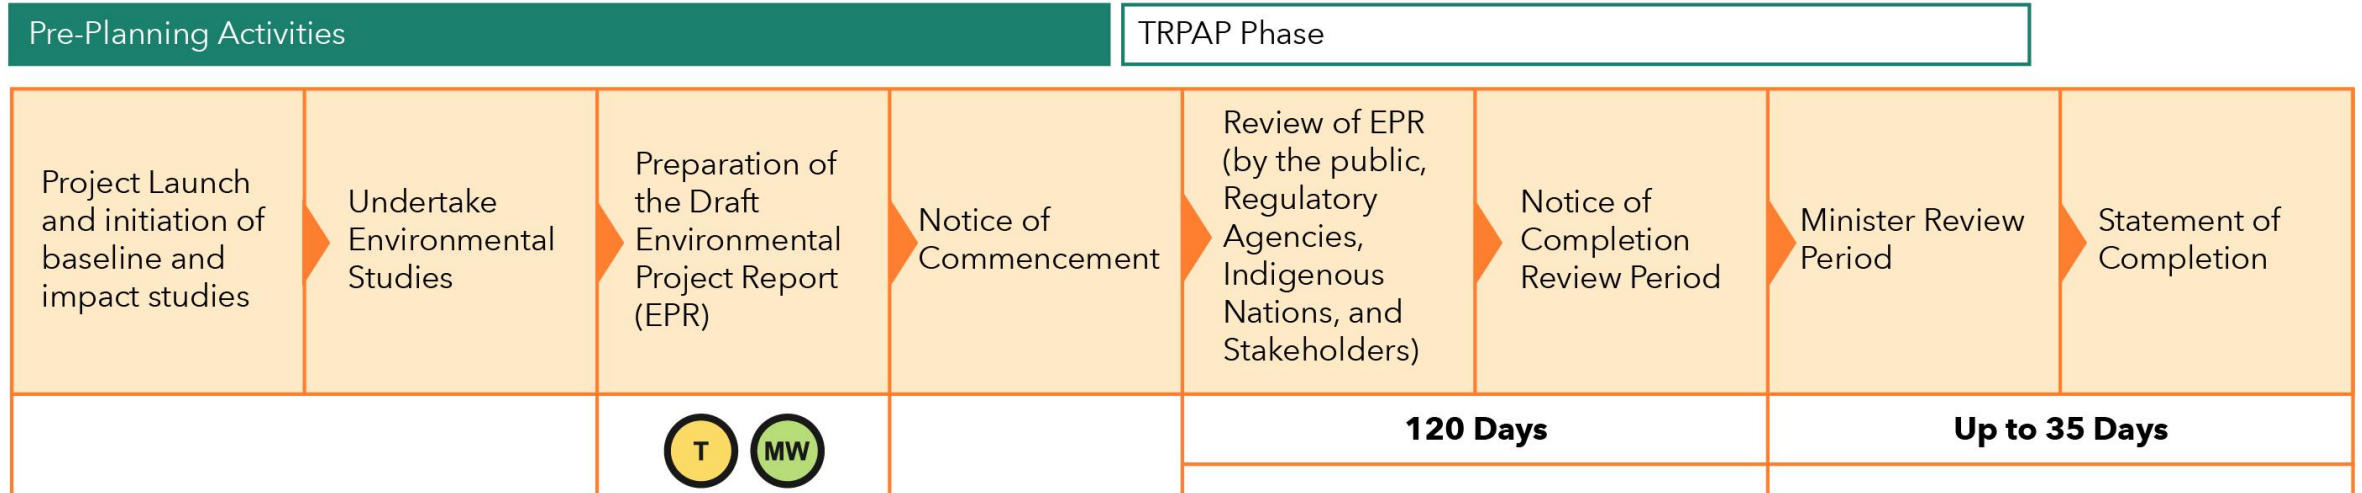 Pre-Planning Activities
TRPAP Phase
Project Launch
and initiation of
baseline and
impact studies
Undertake
Environmental
Studies
Preparation of
the Draft
Environmental
Project Report
(EPR)
Notice of
Commencement
Review of EPR
(by the public,
Regulatory
Agencies,
Indigenous
Nations, and
Stakeholders)
Notice of
Completion
Review Period
Minister Review
Period
Statement of
Completion
T
MW
120 Days
Up to 35 Days